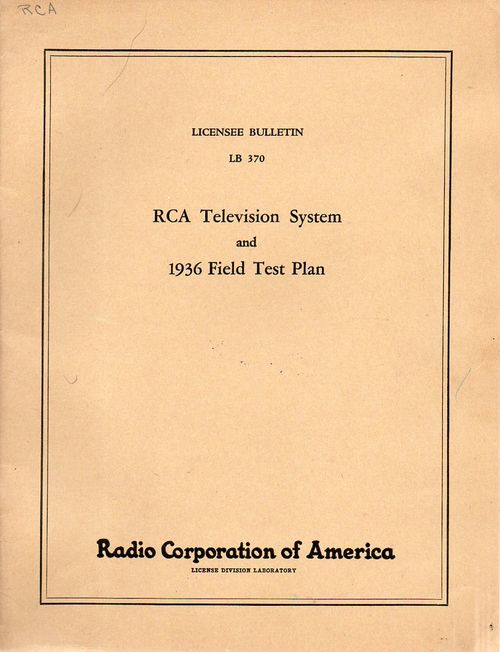 RCA
LICENSEE BULLETIN
LB 370
RCA Television System
and
1936 Field Test Plan
Radio Corporation of America
LICENSE DIVISION LABORATORY